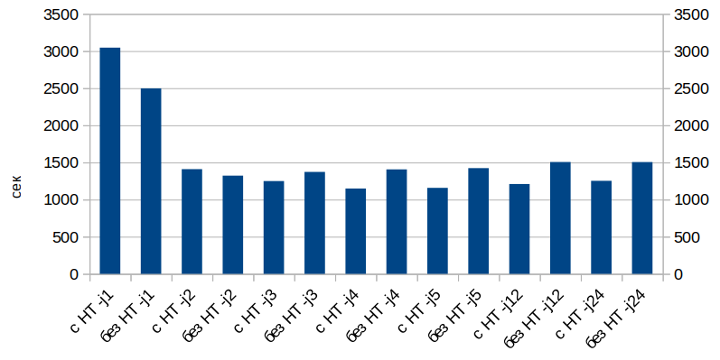 3500 3500
3000 3000
2500 2500
2000 2000
1500 1500
1000 1000
500 500
0 0
сек
с HT -j1
без HT -j1
с HT -j2
без HT -j2
с HT -j3
без HT -j3
с HT -j4
без HT -j4
с HT -j5
без HT -j5
с HT -j12
без HT -j12
с HT -j24
без HT -j24